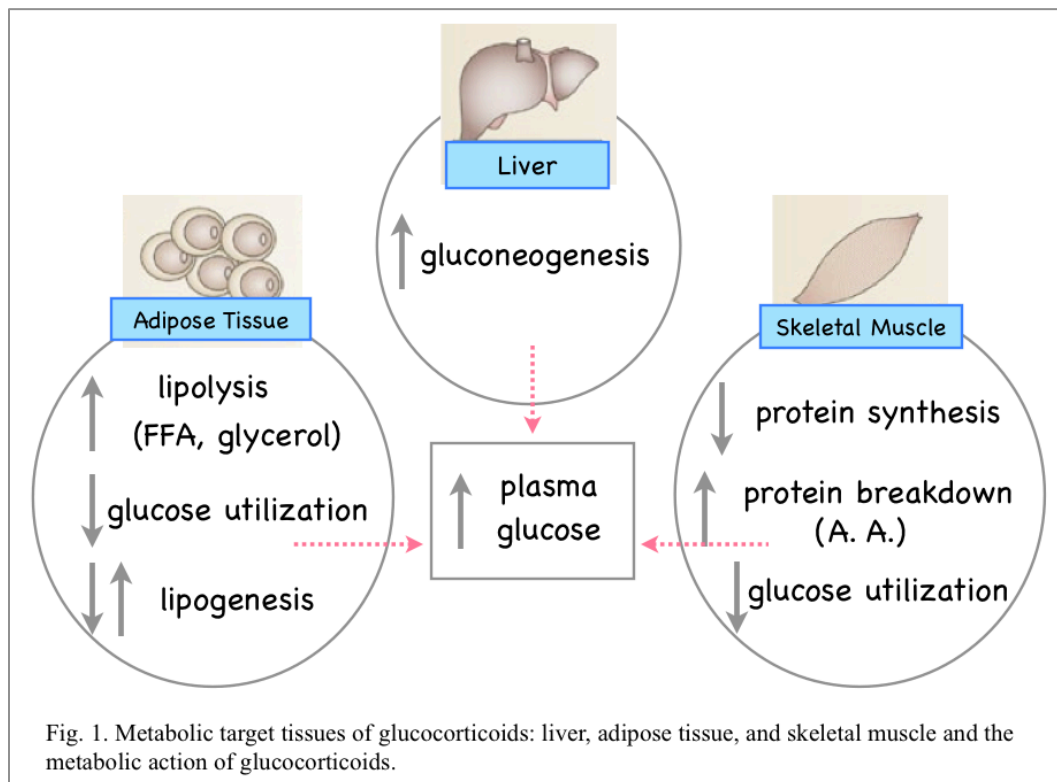 Liver
gluconeogenesis
Adipose Tissue
lipolysis
(FFA, glycerol)
glucose utilization
lipogenesis
plasma
glucose
Skeletal Muscle
protein synthesis
protein breakdown
(A. A.)
glucose utilization
Fig. 1. Metabolic target tissues of glucocorticoids: liver, adipose tissue, and skeletal muscle and the
metabolic action of glucocorticoids.